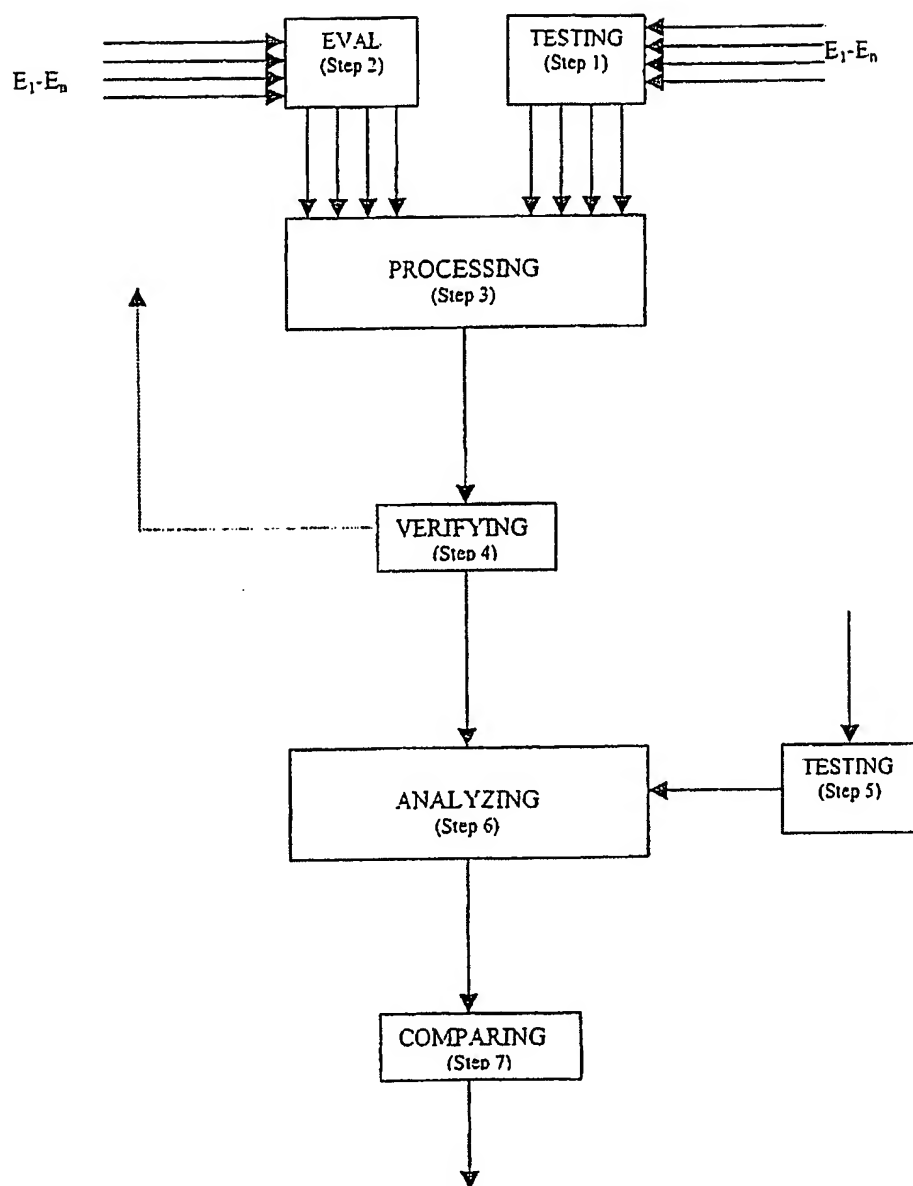 EVAL.
(Step 2)
TESTING
(Step 1)
E₁-Eₙ
E₁-Eₙ
PROCESSING
(Step 3)
VERIFYING
(Step 4)
TESTING
(Step 5)
ANALYZING
(Step 6)
COMPARING
(Step 7)